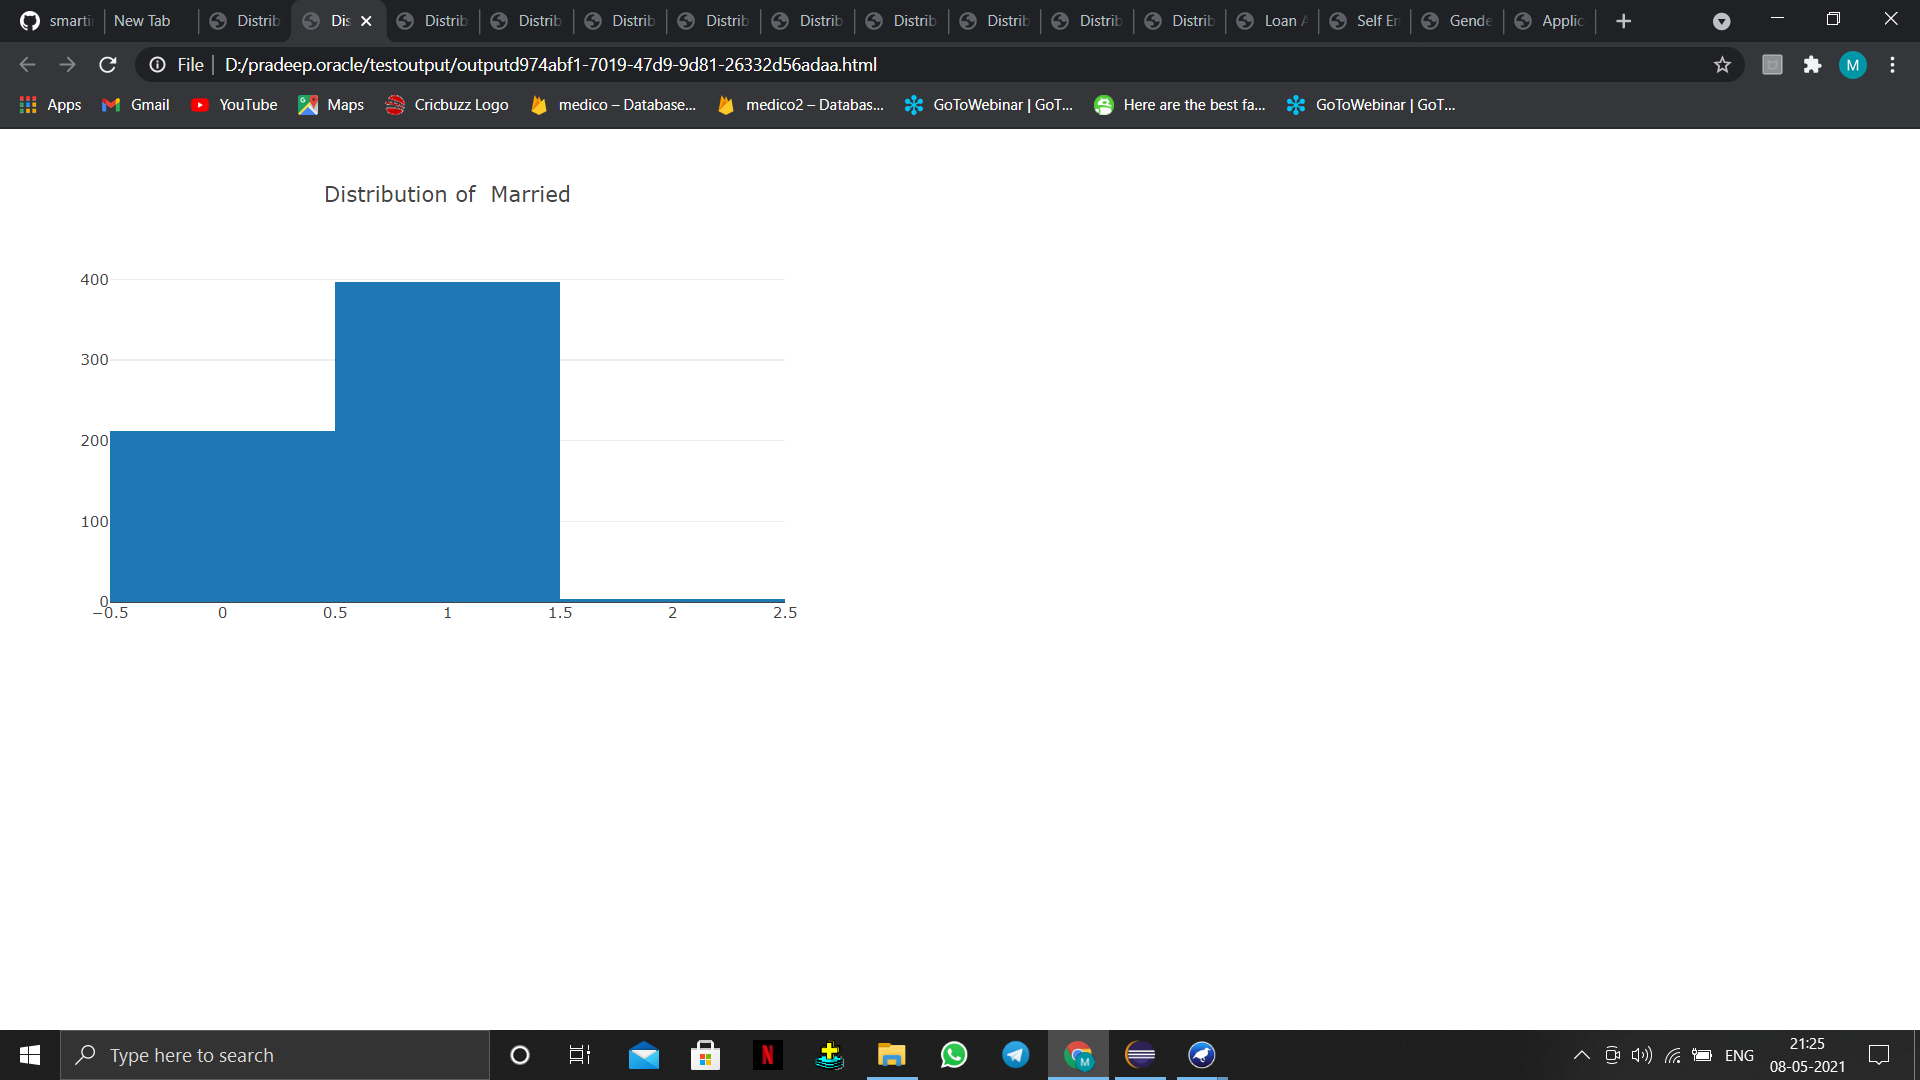 smarti New Tab Distrib Dis Distrib Distrib Distrib Distrib Distrib Distrib Distrib Distrib Distrib Loan A Self En Gende Applic
File D:/pradeep.oracle/testoutput/outputd974abf1-7019-47d9-9d81-26332d56adaa.html M
Apps Gmail YouTube Maps Cricbuzz Logo medico – Database... medico2 – Databas... GoToWebinar | GoT... Here are the best fa... GoToWebinar | GoT...
Distribution of Married
400
300
200
100
0
−0.5 0 0.5 1 1.5 2 2.5
Type here to search N M ENG 21:25
08-05-2021